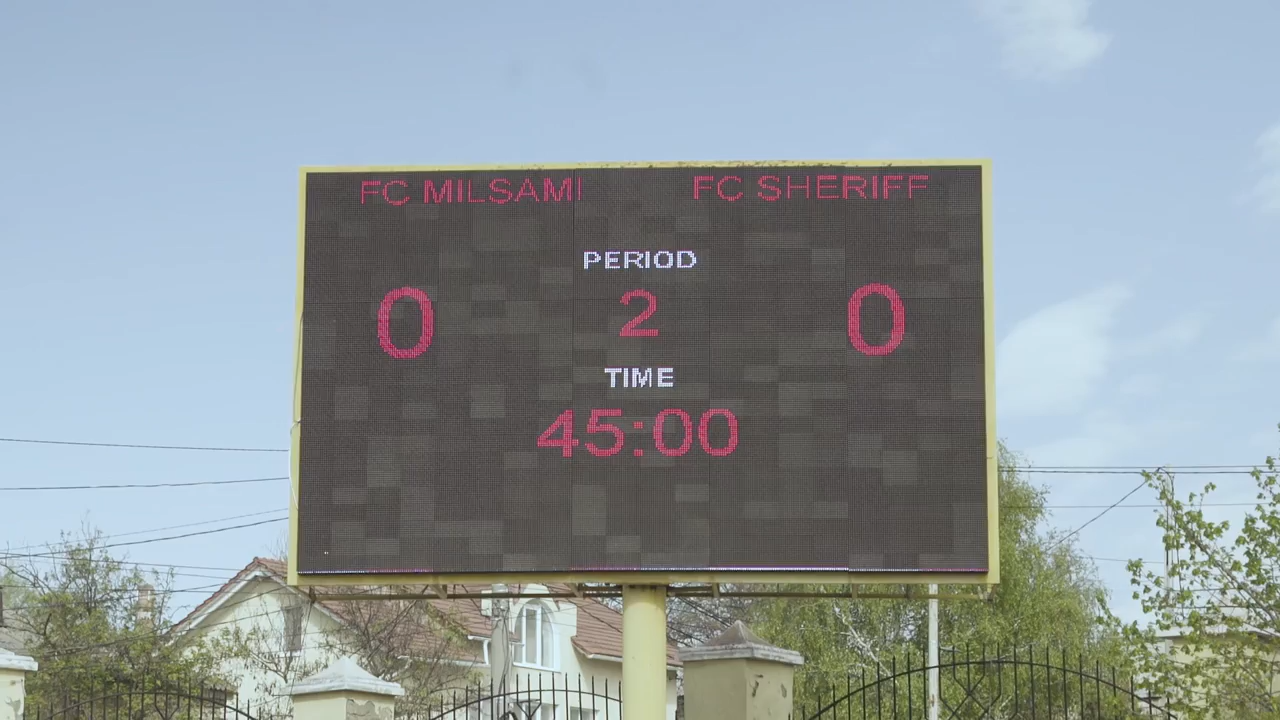 FC MILSAMI FC SHERIFF
PERIOD
0 2 0
TIME
45:00